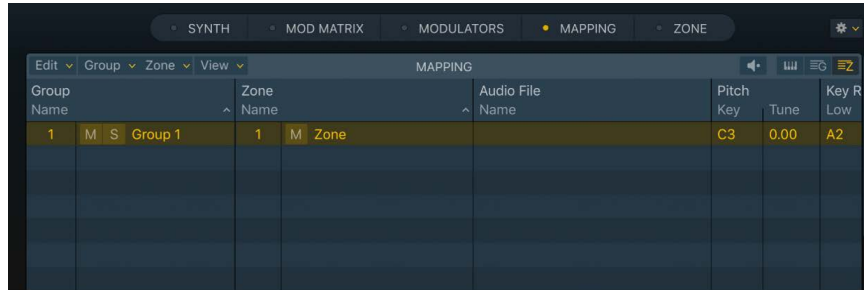 SYNTH MOD MATRIX MODULATORS MAPPING ZONE
Edit Group Zone View MAPPING G Z
Group Zone Audio File Pitch Key R
Name Name Name Key Tune Low
1 M S Group 1 1 M Zone C3 0.00 A2